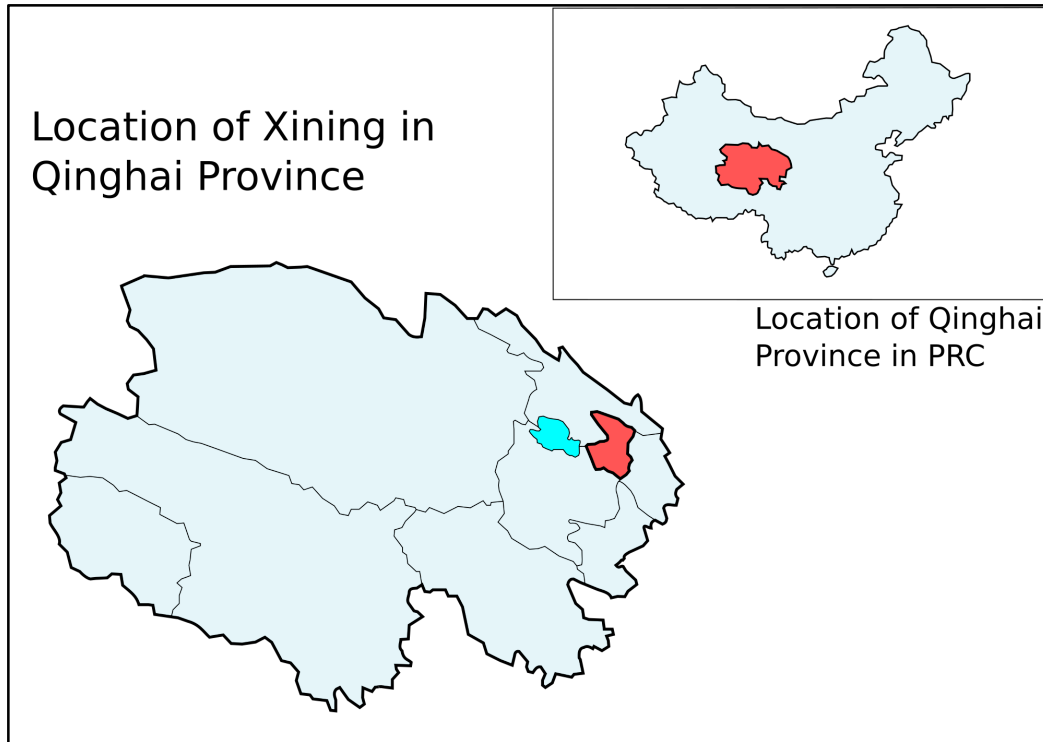 Location of Xining in
Qinghai Province
Location of Qinghai
Province in PRC